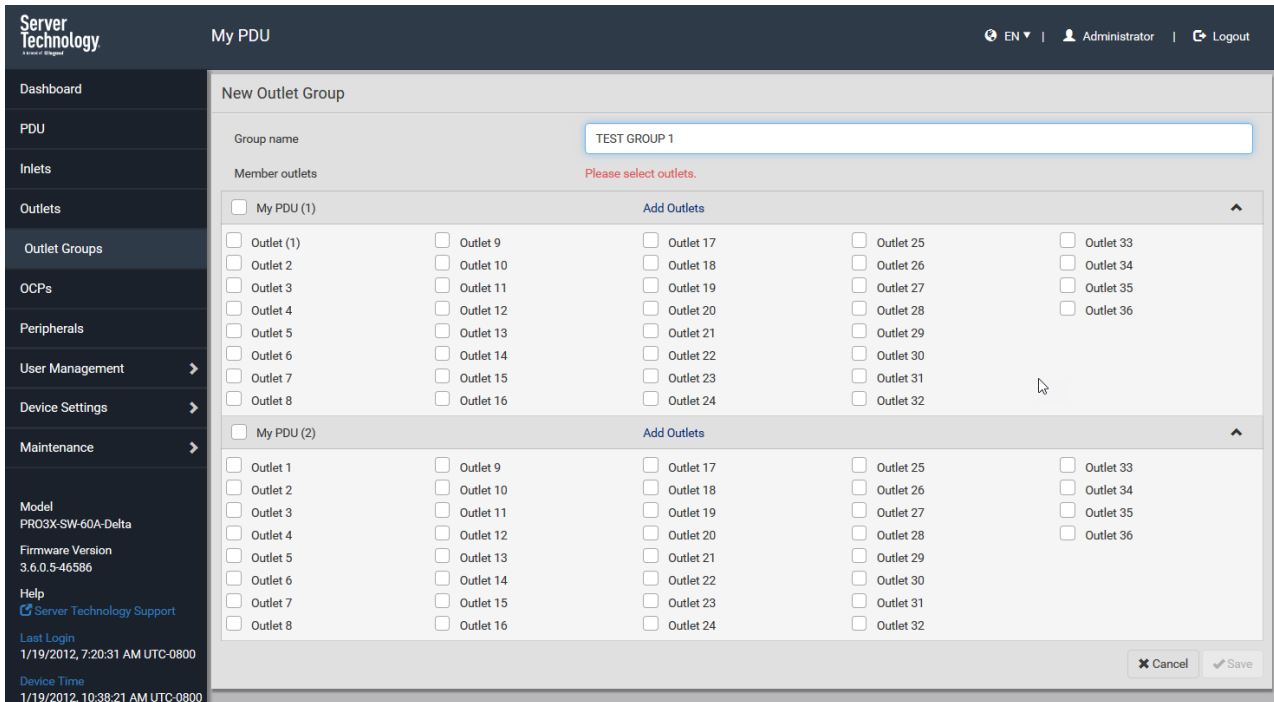 Server
Technology
My PDU
EN | Administrator | Logout
Dashboard
PDU
Inlets
Outlets
Outlet Groups
OCPs
Peripherals
User Management
Device Settings
Maintenance
Model
PRO3X-SW-60A-Delta
Firmware Version
3.6.0.5-46586
Help
Server Technology Support
Last Login
1/19/2012, 7:20:31 AM UTC-0800
Device Time
1/19/2012, 10:38:21 AM UTC-0800
New Outlet Group
Group name TEST GROUP 1
Member outlets Please select outlets.
My PDU (1) Add Outlets
Outlet (1) Outlet 9 Outlet 17 Outlet 25 Outlet 33
Outlet 2 Outlet 10 Outlet 18 Outlet 26 Outlet 34
Outlet 3 Outlet 11 Outlet 19 Outlet 27 Outlet 35
Outlet 4 Outlet 12 Outlet 20 Outlet 28 Outlet 36
Outlet 5 Outlet 13 Outlet 21 Outlet 29
Outlet 6 Outlet 14 Outlet 22 Outlet 30
Outlet 7 Outlet 15 Outlet 23 Outlet 31
Outlet 8 Outlet 16 Outlet 24 Outlet 32
My PDU (2) Add Outlets
Outlet 1 Outlet 9 Outlet 17 Outlet 25 Outlet 33
Outlet 2 Outlet 10 Outlet 18 Outlet 26 Outlet 34
Outlet 3 Outlet 11 Outlet 19 Outlet 27 Outlet 35
Outlet 4 Outlet 12 Outlet 20 Outlet 28 Outlet 36
Outlet 5 Outlet 13 Outlet 21 Outlet 29
Outlet 6 Outlet 14 Outlet 22 Outlet 30
Outlet 7 Outlet 15 Outlet 23 Outlet 31
Outlet 8 Outlet 16 Outlet 24 Outlet 32
Cancel Save